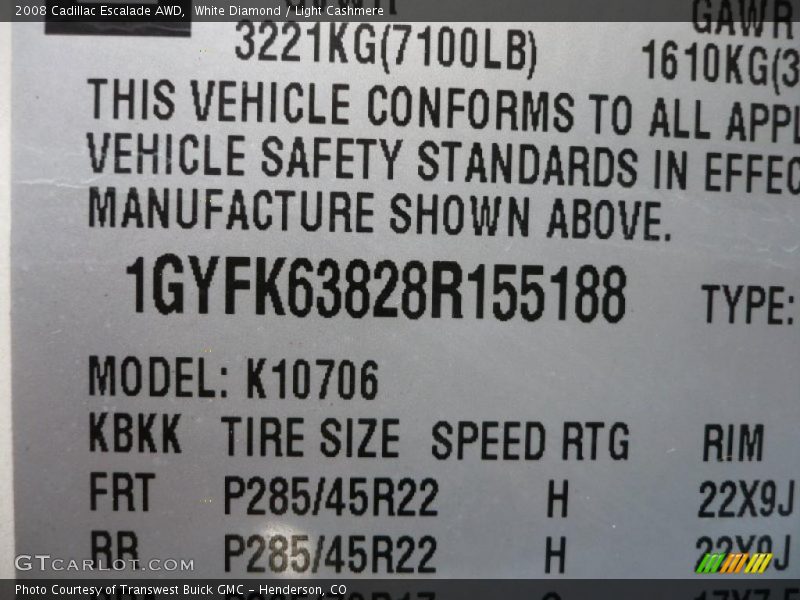 2008 Cadillac Escalade AWD, White Diamond / Light Cashmere
GAWR
3221KG(7100LB) 1610KG(3
THIS VEHICLE CONFORMS TO ALL APPL
VEHICLE SAFETY STANDARDS IN EFFEC
MANUFACTURE SHOWN ABOVE.
1GYFK63828R155188 TYPE:
MODEL: K10706
KBKK TIRE SIZE SPEED RTG RIM
FRT P285/45R22 H 22X9J
RR P285/45R22 H 22X9J
GTCARLOT.COM
Photo Courtesy of Transwest Buick GMC - Henderson, CO